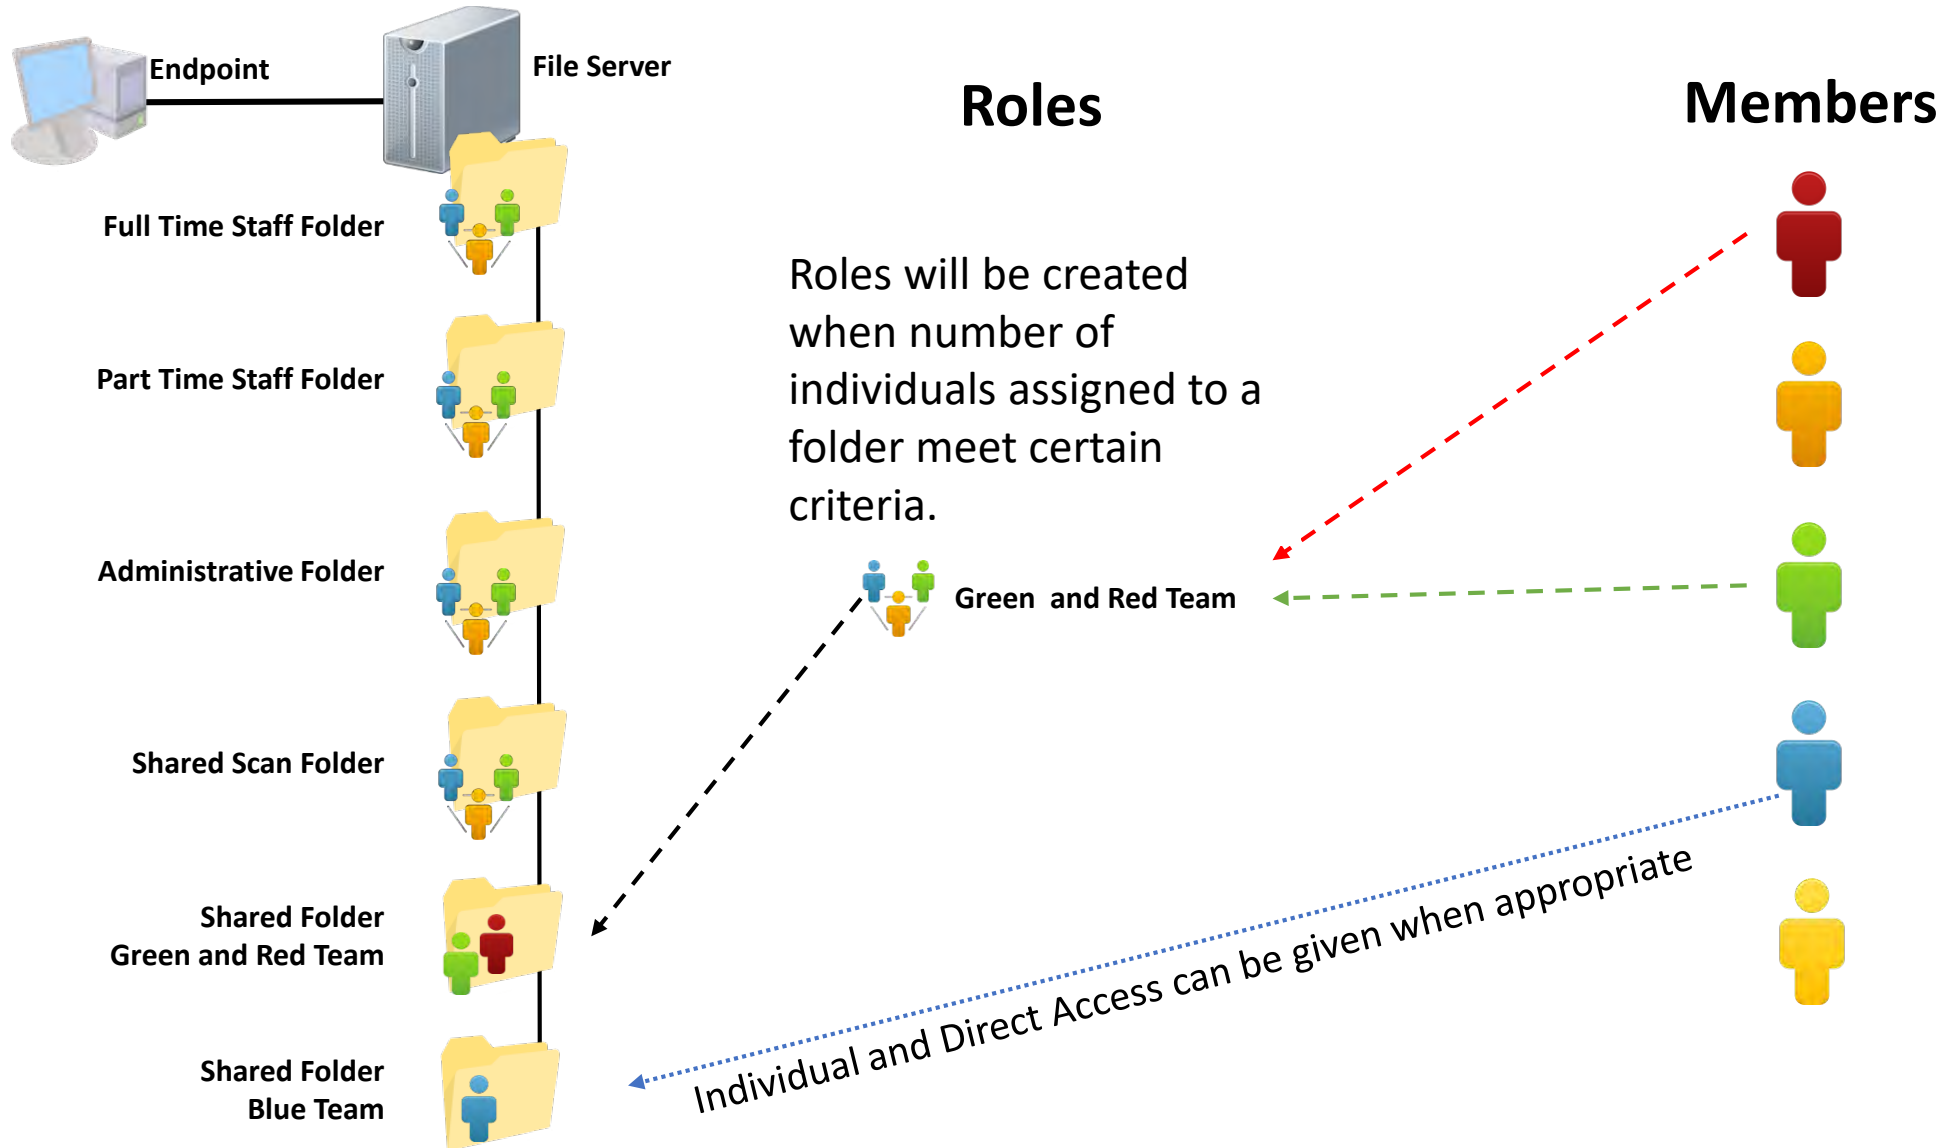 Endpoint
File Server
Roles
Members
Full Time Staff Folder
Roles will be created
when number of
individuals assigned to a
folder meet certain
criteria.
Part Time Staff Folder
Administrative Folder
Green and Red Team
Shared Scan Folder
Shared Folder
Green and Red Team
Individual and Direct Access can be given when appropriate
Shared Folder
Blue Team